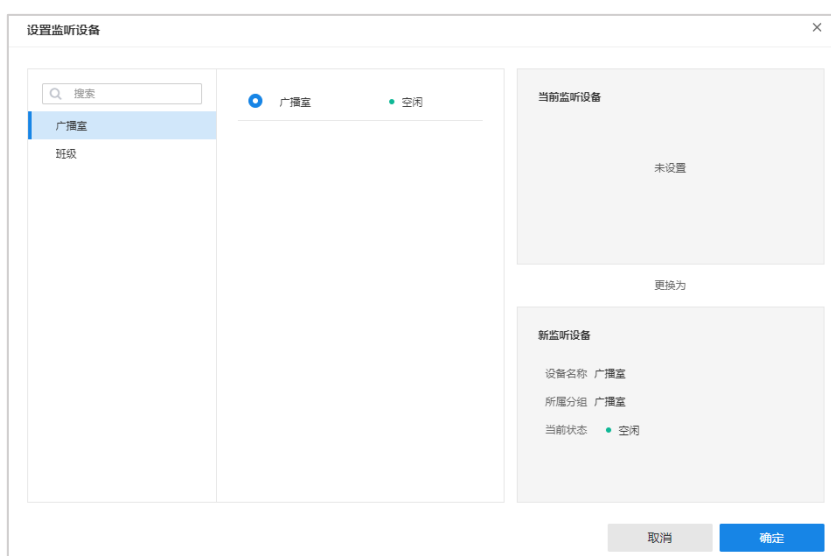 设置监听设备
×
搜索
广播室
班级
广播室 空闲
当前监听设备
未设置
更换为
新监听设备
设备名称 广播室
所属分组 广播室
当前状态 空闲
取消 确定